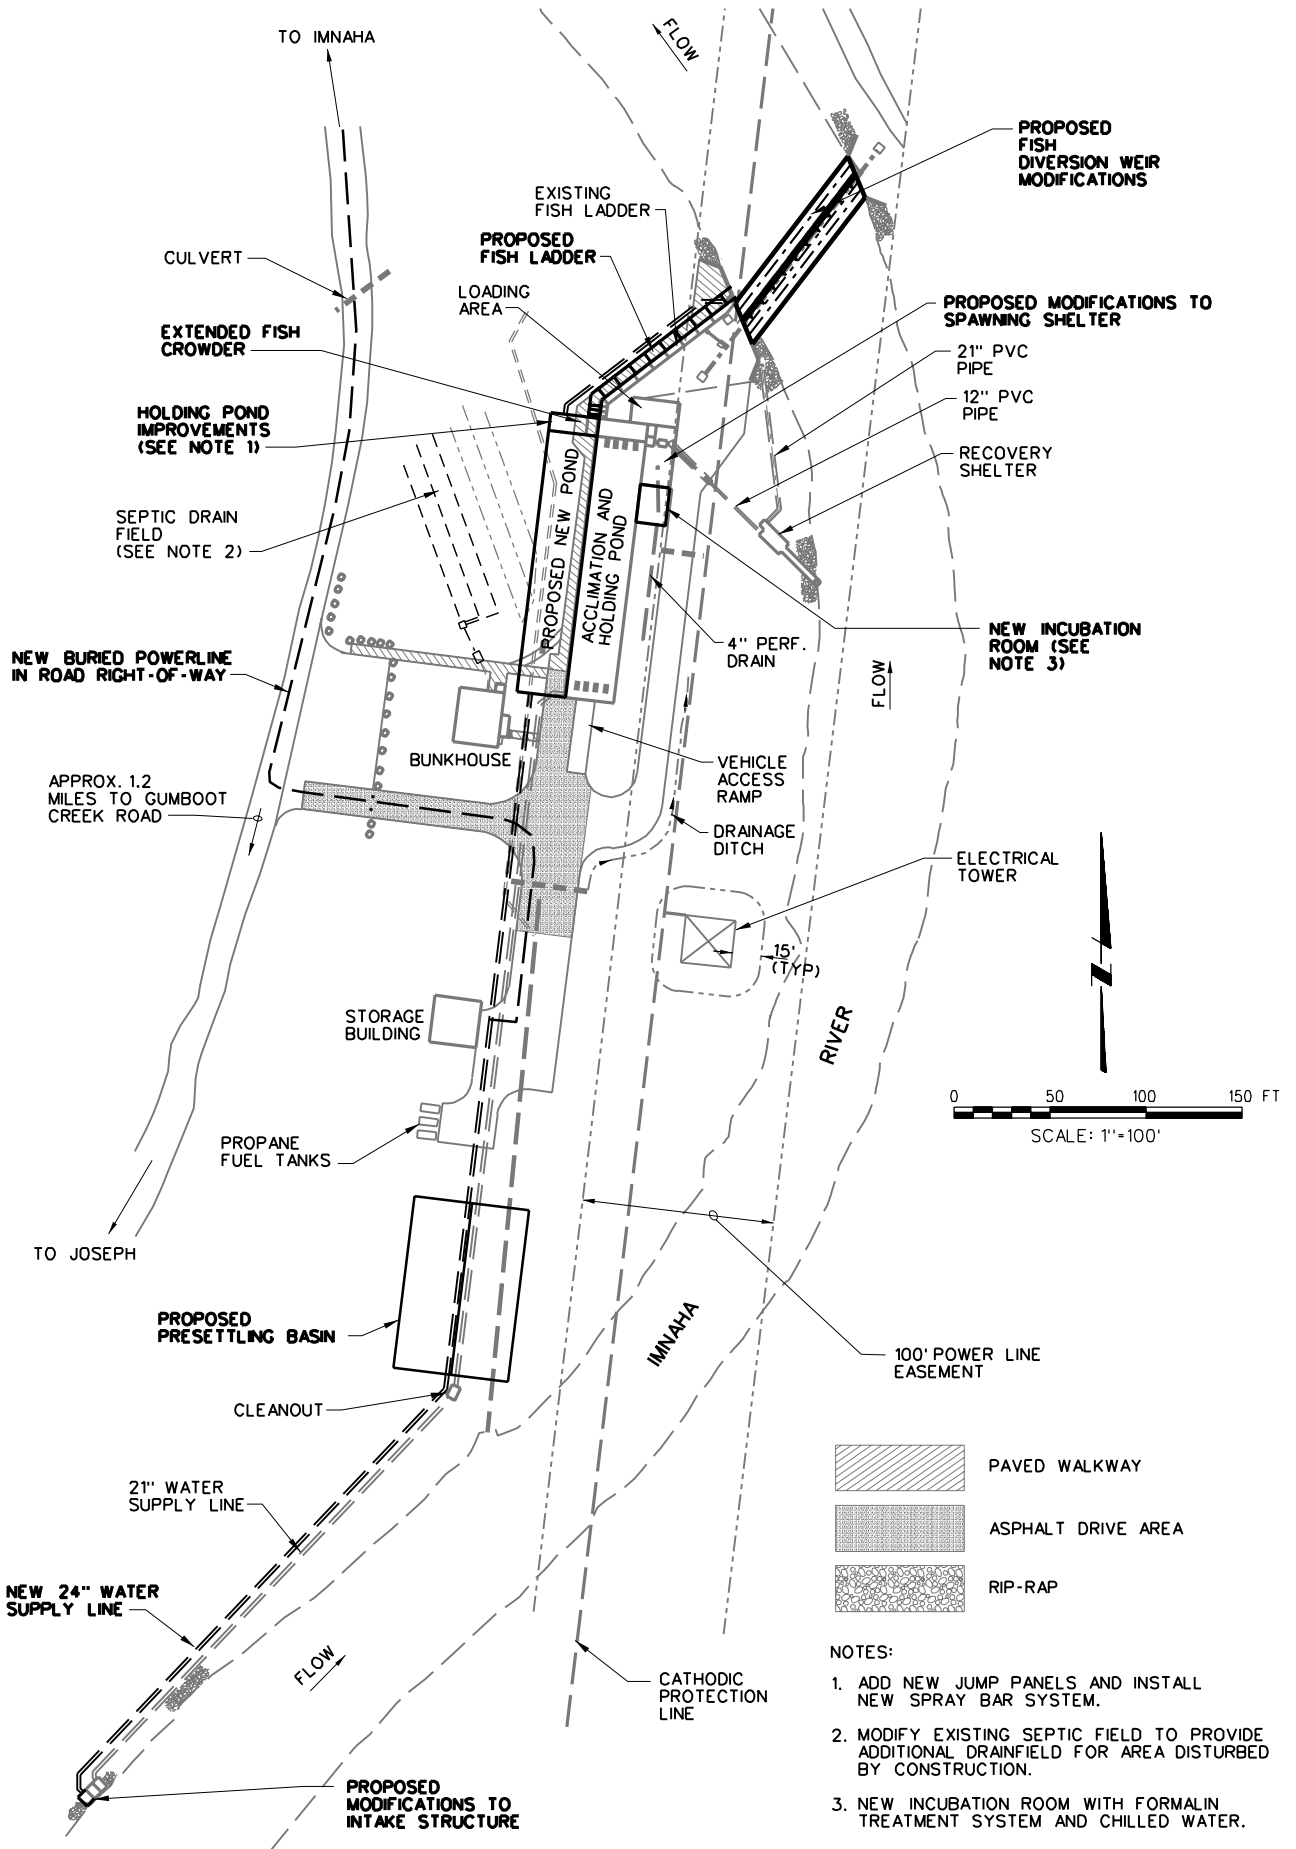 TO IMNAHA
FLOW
PROPOSED
FISH
DIVERSION WEIR
MODIFICATIONS
EXISTING
FISH LADDER
PROPOSED
FISH LADDER
CULVERT
LOADING
AREA
PROPOSED MODIFICATIONS TO
SPAWNING SHELTER
EXTENDED FISH
CROWDER
21" PVC
PIPE
12" PVC
PIPE
HOLDING POND
IMPROVEMENTS
(SEE NOTE 1)
RECOVERY
SHELTER
SEPTIC DRAIN
FIELD
(SEE NOTE 2)
PROPOSED NEW POND
ACCLIMATION AND
HOLDING POND
NEW INCUBATION
ROOM (SEE
NOTE 3)
4" PERF.
DRAIN
NEW BURIED POWERLINE
IN ROAD RIGHT-OF-WAY
FLOW
BUNKHOUSE
VEHICLE
ACCESS
RAMP
APPROX. 1.2
MILES TO GUMBOOT
CREEK ROAD
DRAINAGE
DITCH
ELECTRICAL
TOWER
15'
(TYP)
STORAGE
BUILDING
RIVER
0 50 100 150 FT
SCALE: 1"=100'
PROPANE
FUEL TANKS
TO JOSEPH
PROPOSED
PRESETTLING BASIN
IMNAHA
100' POWER LINE
EASEMENT
CLEANOUT
PAVED WALKWAY
21" WATER
SUPPLY LINE
ASPHALT DRIVE AREA
NEW 24" WATER
SUPPLY LINE
RIP-RAP
FLOW
CATHODIC
PROTECTION
LINE
PROPOSED
MODIFICATIONS TO
INTAKE STRUCTURE
NOTES:
1. ADD NEW JUMP PANELS AND INSTALL
NEW SPRAY BAR SYSTEM.
2. MODIFY EXISTING SEPTIC FIELD TO PROVIDE
ADDITIONAL DRAINFIELD FOR AREA DISTURBED
BY CONSTRUCTION.
3. NEW INCUBATION ROOM WITH FORMALIN
TREATMENT SYSTEM AND CHILLED WATER.